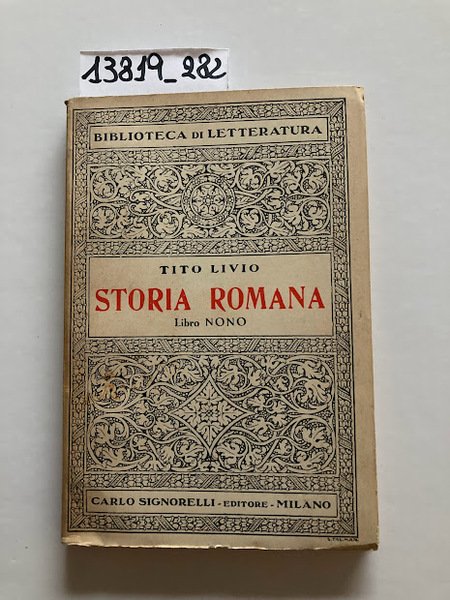 13819_282
BIBLIOTECA DI LETTERATURA
TITO LIVIO
STORIA ROMANA
Libro NONO
CARLO SIGNORELLI - EDITORE - MILANO